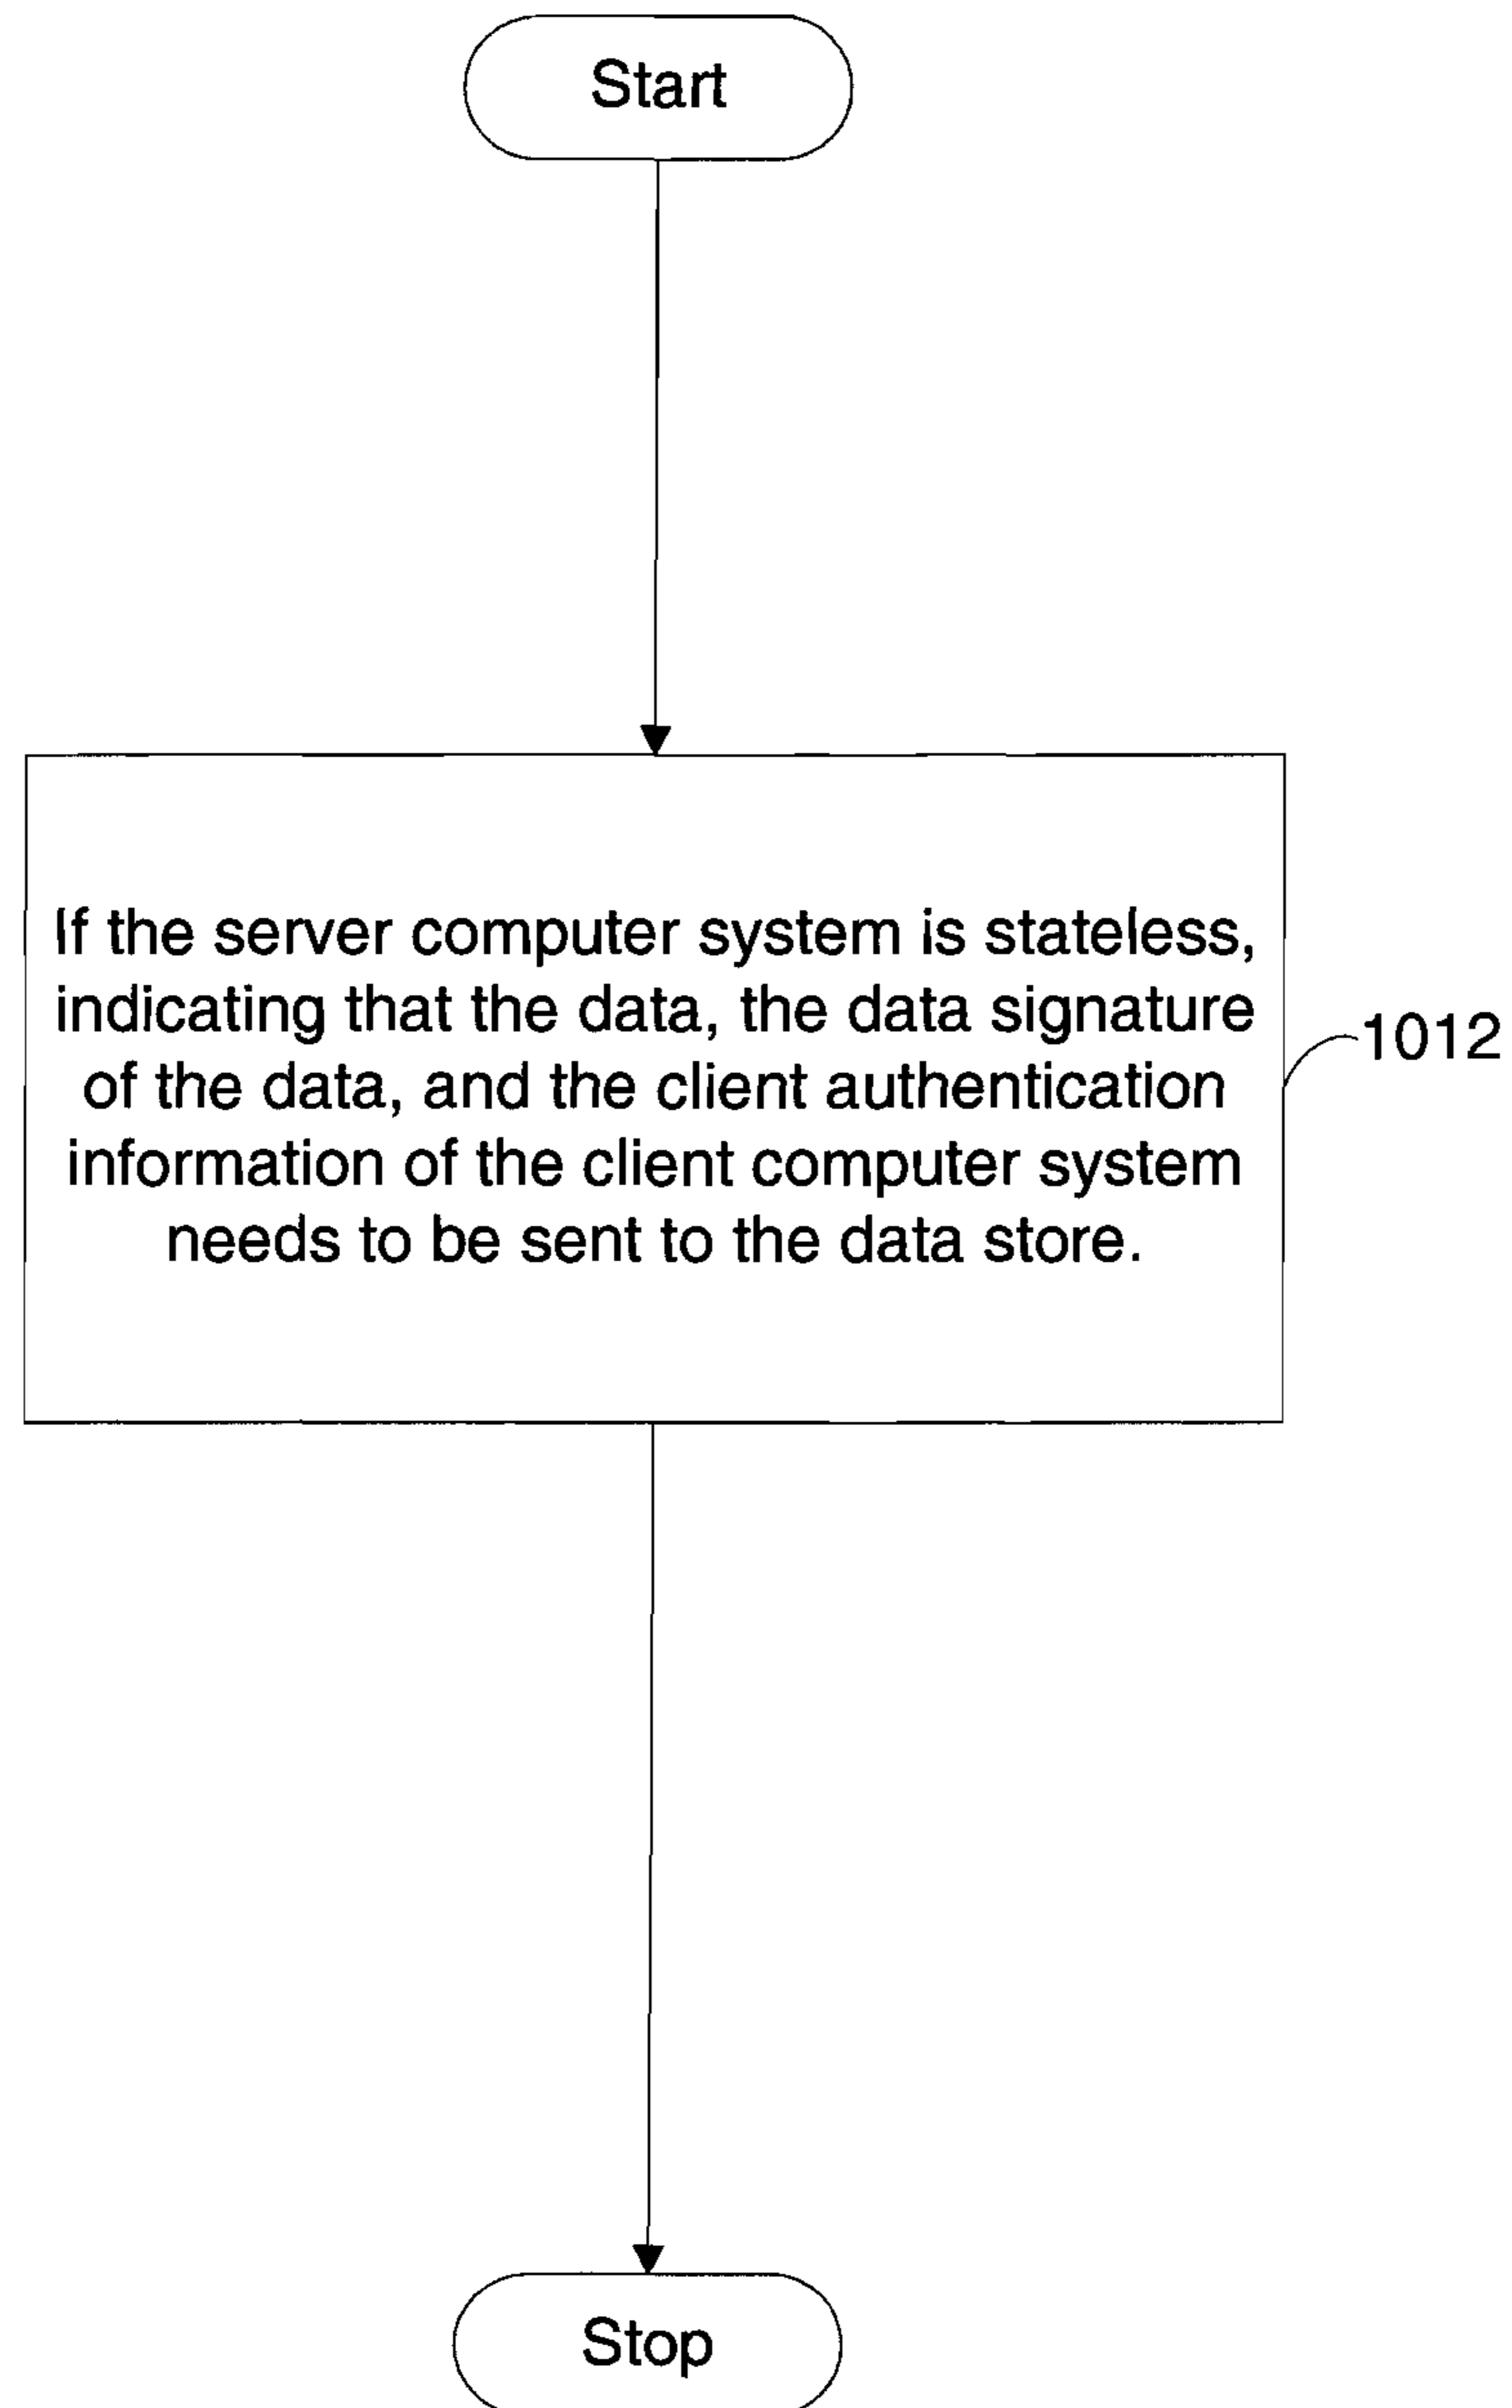 Start
If the server computer system is stateless,
indicating that the data, the data signature
of the data, and the client authentication
information of the client computer system
needs to be sent to the data store.
1012
Stop